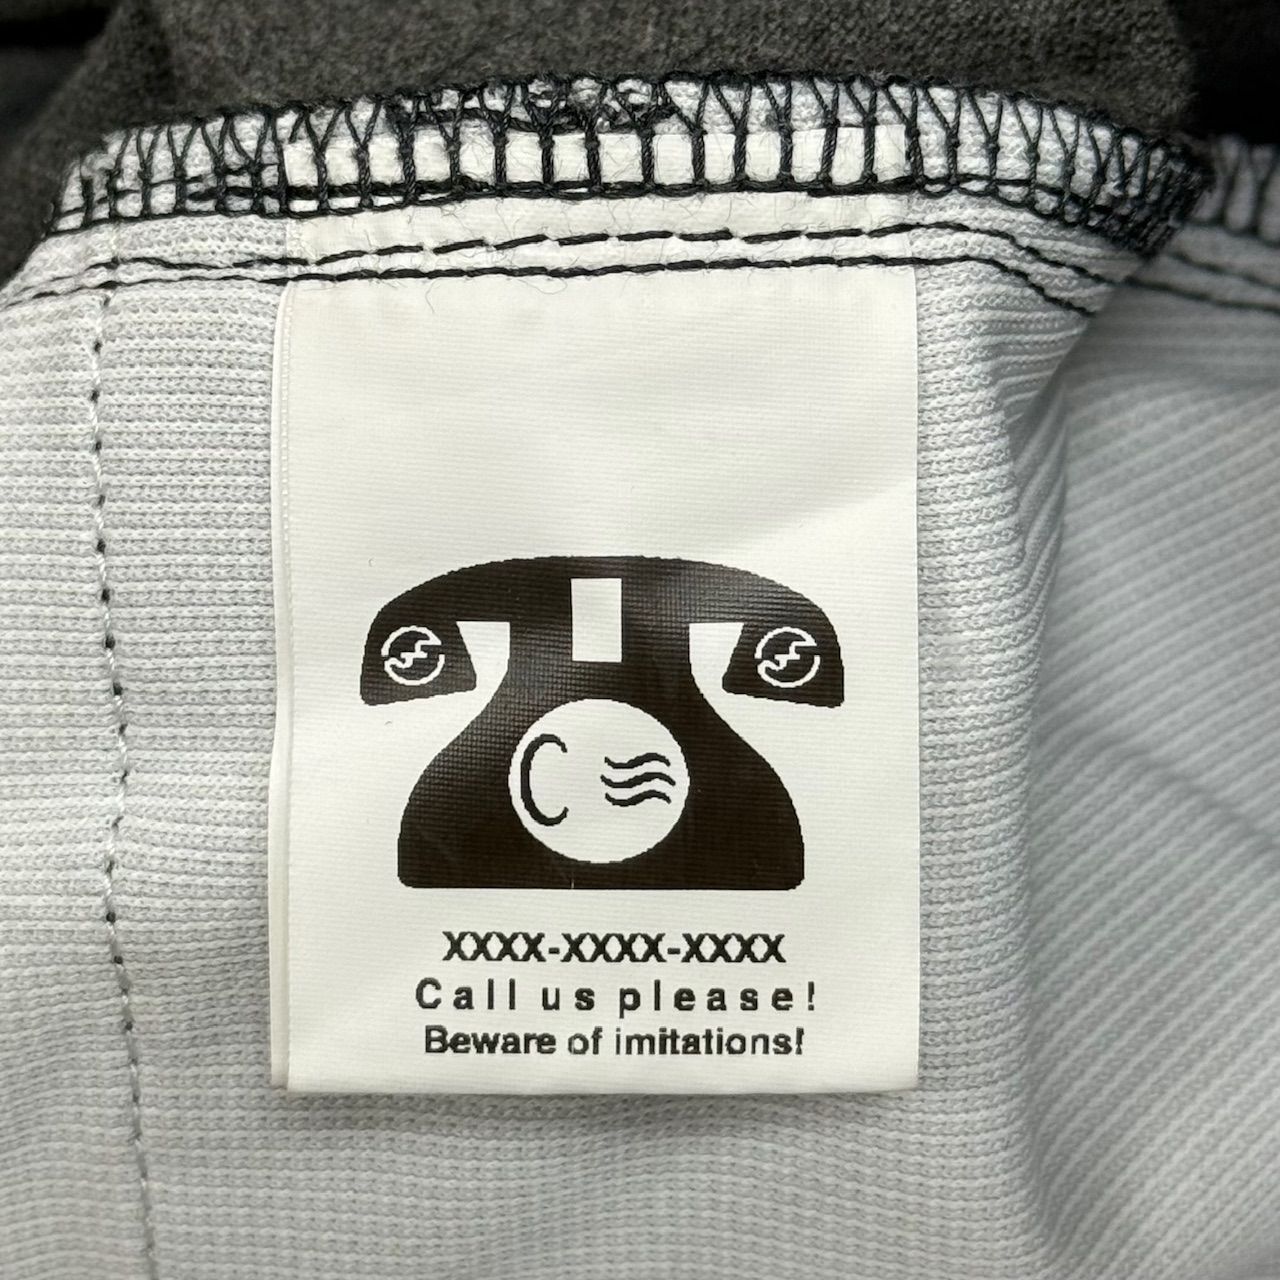 XXXX-XXXX-XXXX
Call us please!
Beware of imitations!